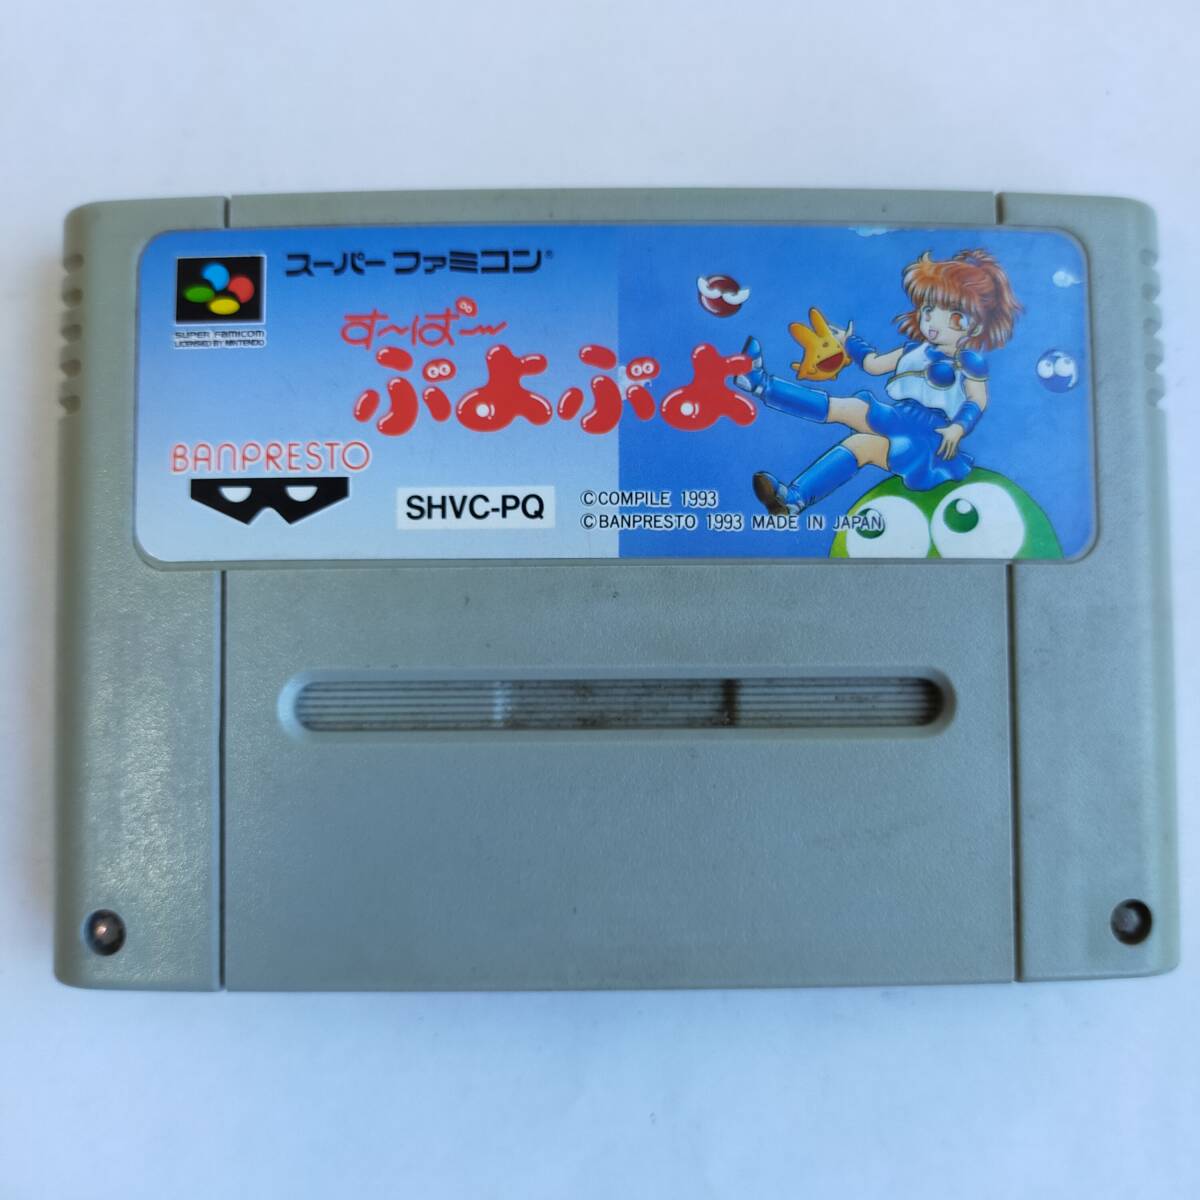 スーパーファミコン®
SUPER FAMICOM
LICENSED BY NINTENDO
す〜ぱ〜
ぷよぷよ
BANPRESTO
SHVC-PQ
©COMPILE 1993
©BANPRESTO 1993 MADE IN JAPAN